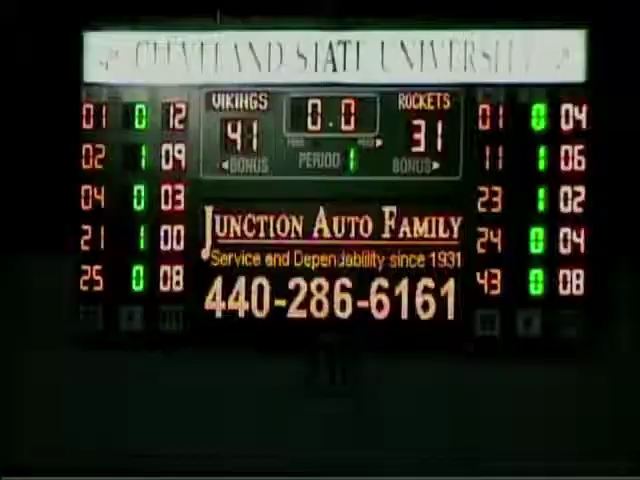 CLEVELAND STATE UNIVERSITY
VIKINGS 0.0 ROCKETS
41 31
◄BONUS PERIOD 1 BONUS►
01 0 12 01 0 04
02 1 09 11 1 06
04 0 03 23 1 02
21 1 00 24 0 04
25 0 08 43 0 08
JUNCTION AUTO FAMILY
Service and Dependability since 1931
440-286-6161